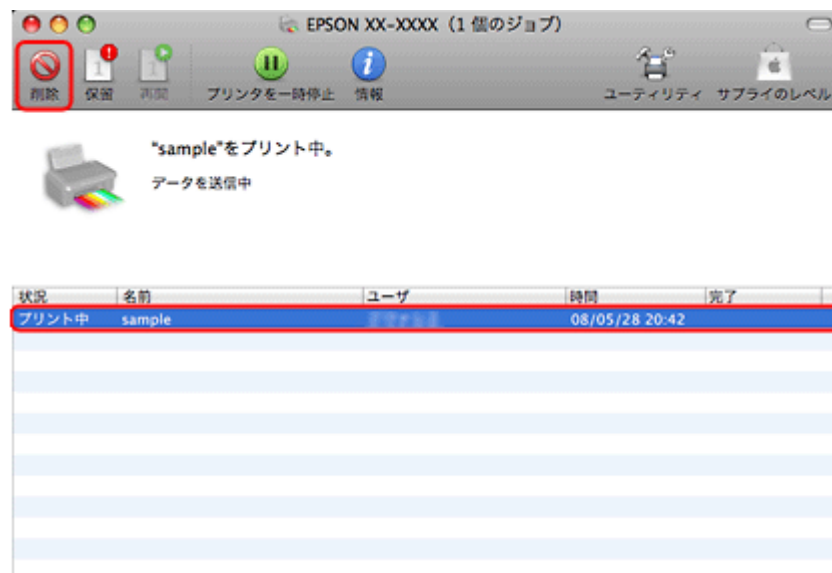 EPSON XX-XXXX（1 個のジョブ）
削除 保留 再開 プリンタを一時停止 情報 ユーティリティ サプライのレベル
"sample"をプリント中。
データを送信中
状況 名前 ユーザ 時間 完了
プリント中 sample 08/05/28 20:42